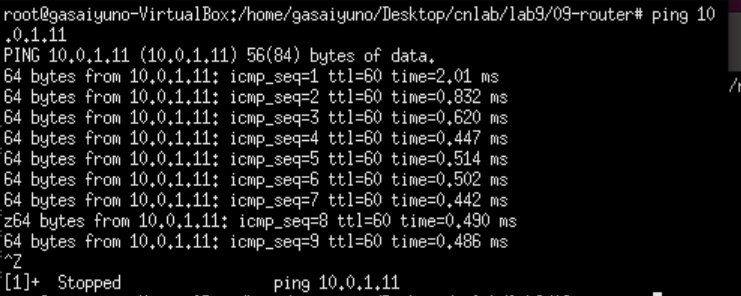 root@gasaiyuno-VirtualBox:/home/gasaiyuno/Desktop/cnlab/lab9/09-router# ping 10
.0.1.11
PING 10.0.1.11 (10.0.1.11) 56(84) bytes of data.
64 bytes from 10.0.1.11: icmp_seq=1 ttl=60 time=2.01 ms
64 bytes from 10.0.1.11: icmp_seq=2 ttl=60 time=0.832 ms
64 bytes from 10.0.1.11: icmp_seq=3 ttl=60 time=0.620 ms
64 bytes from 10.0.1.11: icmp_seq=4 ttl=60 time=0.447 ms
64 bytes from 10.0.1.11: icmp_seq=5 ttl=60 time=0.514 ms
64 bytes from 10.0.1.11: icmp_seq=6 ttl=60 time=0.502 ms
64 bytes from 10.0.1.11: icmp_seq=7 ttl=60 time=0.442 ms
z64 bytes from 10.0.1.11: icmp_seq=8 ttl=60 time=0.490 ms
64 bytes from 10.0.1.11: icmp_seq=9 ttl=60 time=0.486 ms
^Z
[1]+  Stopped                 ping 10.0.1.11